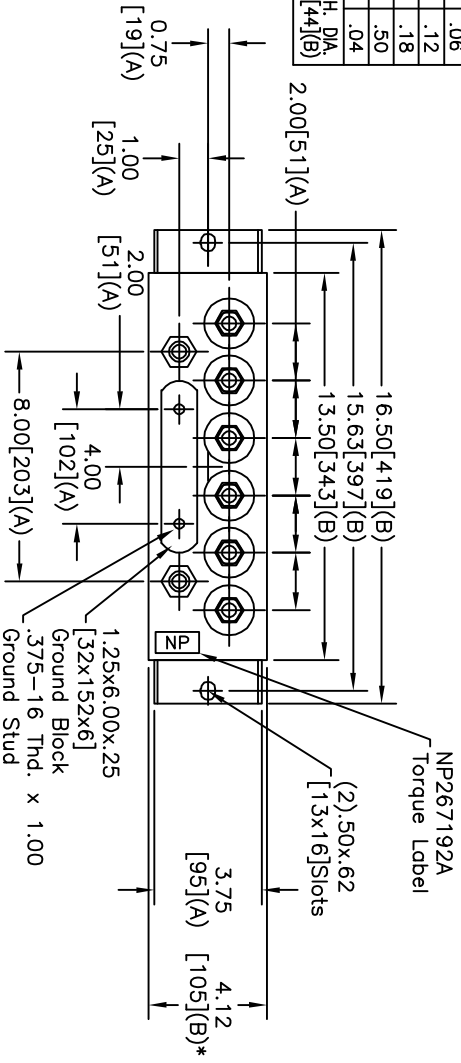 .06
.12
.18
.50
.04
H. DIA.
[44](B)
16.50[419](B)
15.63[397](B)
13.50[343](B)
2.00[51](A)
0.75
[19](A)
1.00
[25](A)
2.00
[51](A)
4.00
[102](A)
8.00[203](A)
NP
NP267192A
Torque Label
(2).50x.62
[13x16]Slots
3.75
[95](A)
4.12
[105](B)*
1.25x6.00x.25
[32x152x6]
Ground Block
.375-16 Thd. x 1.00
Ground Stud